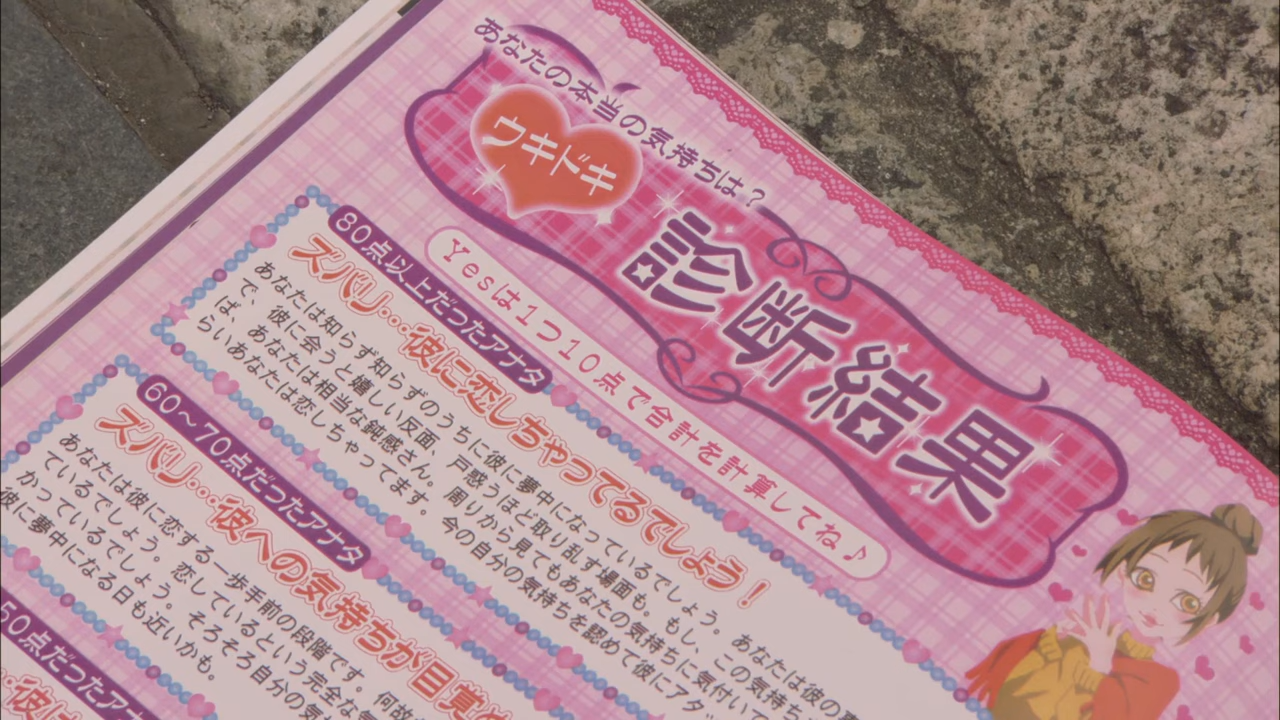 あなたの本当の気持ちは？
ウキドキ
診断結果
Yesは1つ10点で合計を計算してね♪
80点以上だったアナタ
ズバリ…彼に恋しちゃってるでしょう！
あなたは知らず知らずのうちに彼に夢中になっているでしょう。あなたは彼の
で、彼に会うと嬉しい反面、戸惑うほど取り乱す場面も。もし、この気持ち
ば、あなたは相当な鈍感さん。周りから見てもあなたの気持ちに気付いて
らいあなたは恋しちゃってます。今の自分の気持ちを認めて彼にアタッ
60～70点だったアナタ
ズバリ…彼への気持ちが目覚め
あなたは彼に恋する一歩手前の段階です。何故
ているでしょう。恋しているという完全な気
かっているでしょう。そろそろ自分の気
彼に夢中になる日も近いかも。
50点だったアナタ